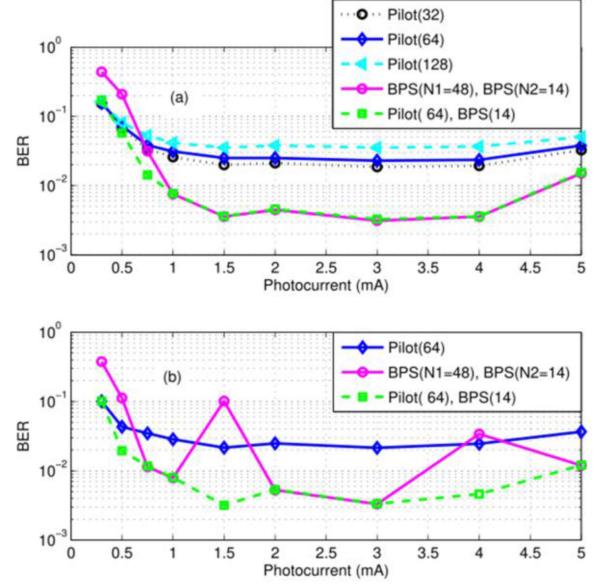 Pilot(32)
Pilot(64)
Pilot(128)
BPS(N1=48), BPS(N2=14)
Pilot( 64), BPS(14)
(a)
BER
10^0
10^-1
10^-2
10^-3
0 0.5 1 1.5 2 2.5 3 3.5 4 4.5 5
Photocurrent (mA)
Pilot(64)
BPS(N1=48), BPS(N2=14)
Pilot( 64), BPS(14)
(b)
BER
10^0
10^-1
10^-2
10^-3
0 0.5 1 1.5 2 2.5 3 3.5 4 4.5 5
Photocurrent (mA)